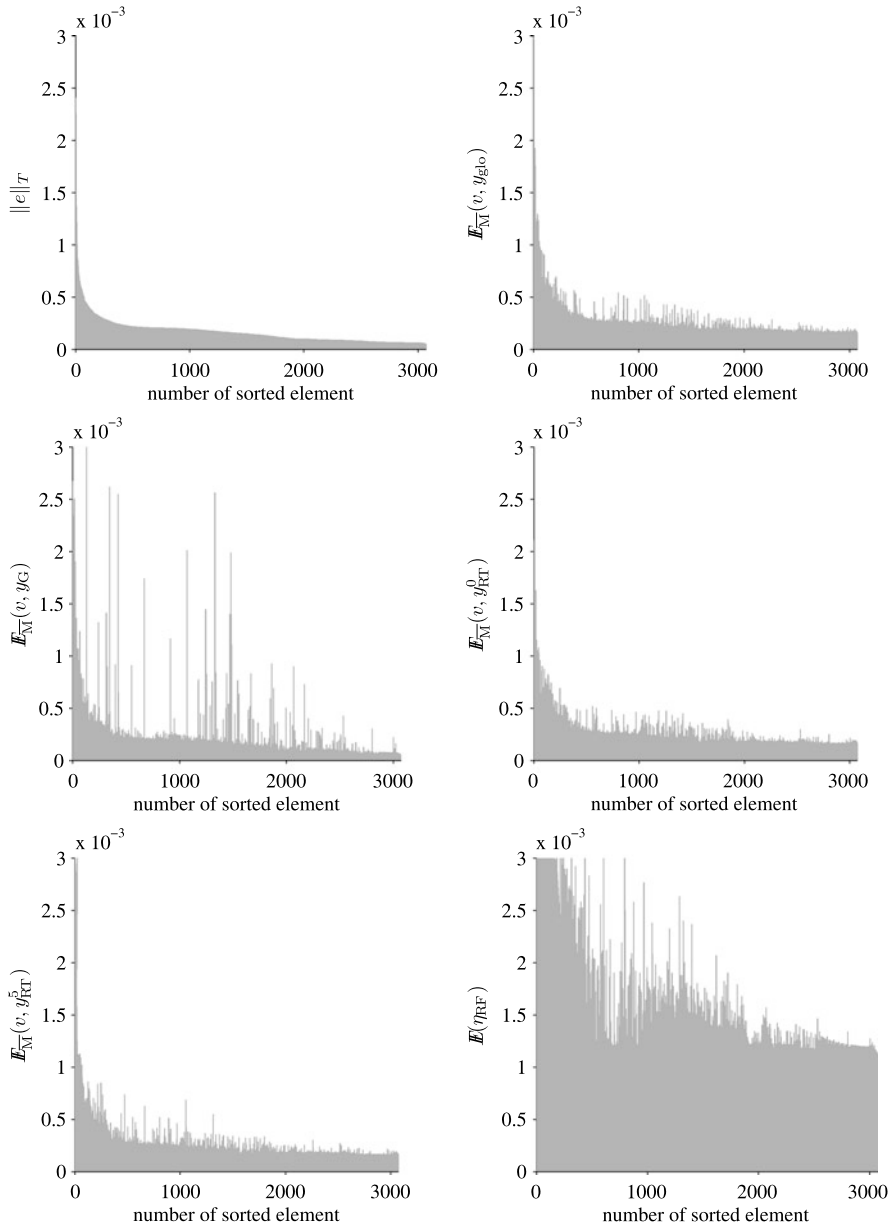 x 10⁻³
3
2.5
2
1.5
1
0.5
0
‖e‖_T
0 1000 2000 3000
number of sorted element
x 10⁻³
3
2.5
2
1.5
1
0.5
0
𝔼_M̅(v, y_glo)
0 1000 2000 3000
number of sorted element
x 10⁻³
3
2.5
2
1.5
1
0.5
0
𝔼_M̅(v, y_G)
0 1000 2000 3000
number of sorted element
x 10⁻³
3
2.5
2
1.5
1
0.5
0
𝔼_M̅(v, y⁰_RT)
0 1000 2000 3000
number of sorted element
x 10⁻³
3
2.5
2
1.5
1
0.5
0
𝔼_M̅(v, y⁵_RT)
0 1000 2000 3000
number of sorted element
x 10⁻³
3
2.5
2
1.5
1
0.5
0
𝔼(η_RF)
0 1000 2000 3000
number of sorted element